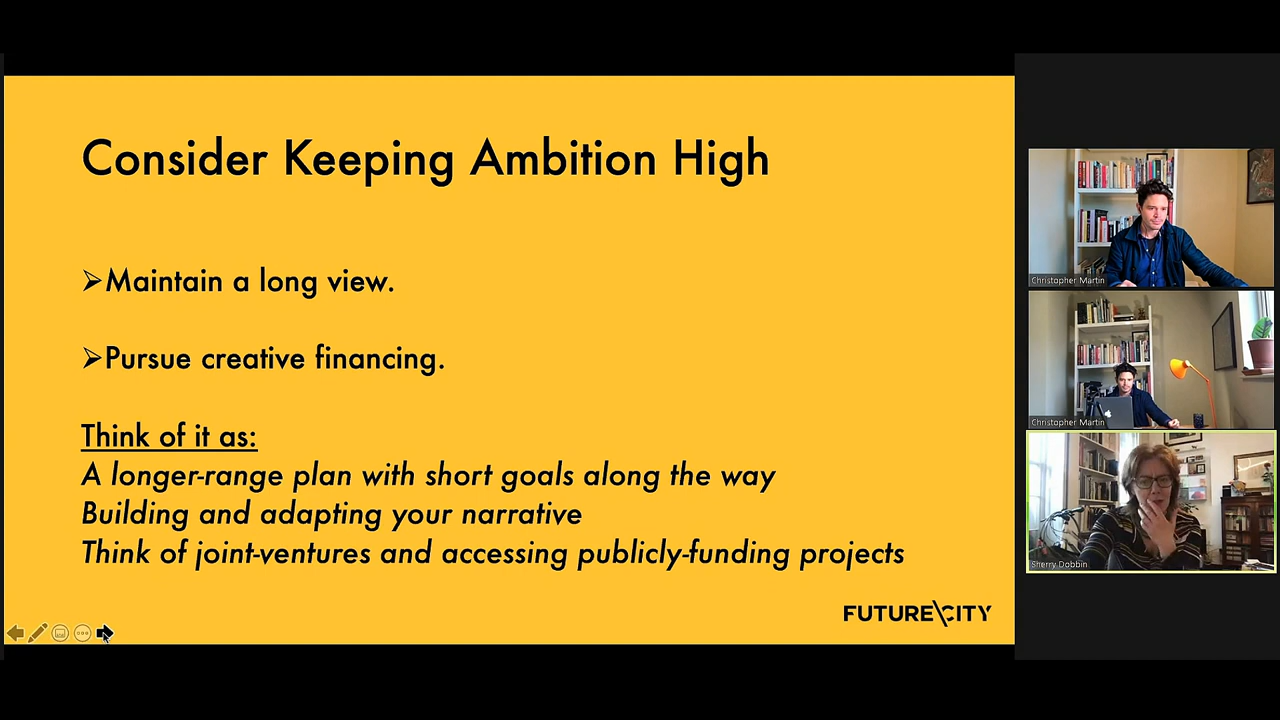 Consider Keeping Ambition High
➢Maintain a long view.
➢Pursue creative financing.
Think of it as:
A longer-range plan with short goals along the way
Building and adapting your narrative
Think of joint-ventures and accessing publicly-funding projects
FUTURE\CITY
Christopher Martin
Christopher Martin
Sherry Dobbin